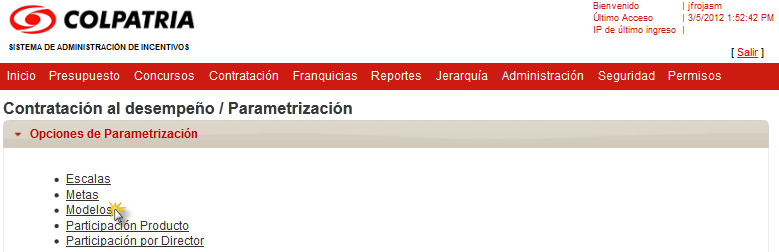 COLPATRIA
SISTEMA DE ADMINISTRACIÓN DE INCENTIVOS
Bienvenido | jfrojasm
Último Acceso | 3/5/2012 1:52:42 PM
IP de último ingreso |
[ Salir ]
Inicio Presupuesto Concursos Contratación Franquicias Reportes Jerarquía Administración Seguridad Permisos
Contratación al desempeño / Parametrización
Opciones de Parametrización
Escalas
Metas
Modelos
Participación Producto
Participación por Director